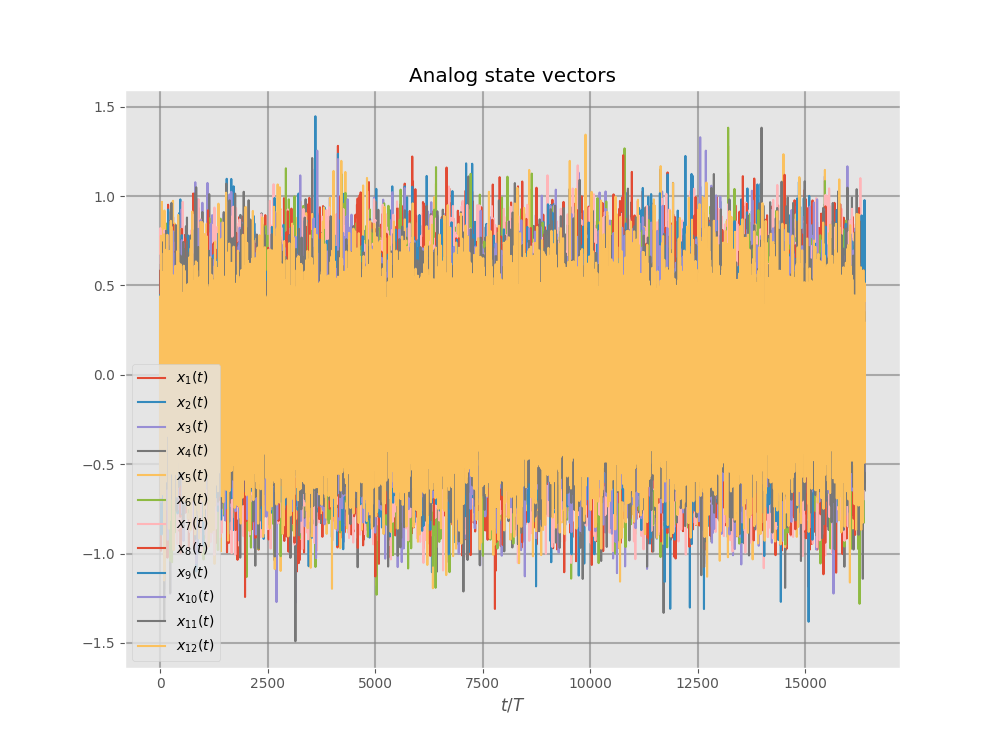 Analog state vectors
1.5
1.0
0.5
0.0
−0.5
−1.0
−1.5
x₁(t)
x₂(t)
x₃(t)
x₄(t)
x₅(t)
x₆(t)
x₇(t)
x₈(t)
x₉(t)
x₁₀(t)
x₁₁(t)
x₁₂(t)
0 2500 5000 7500 10000 12500 15000
t/T